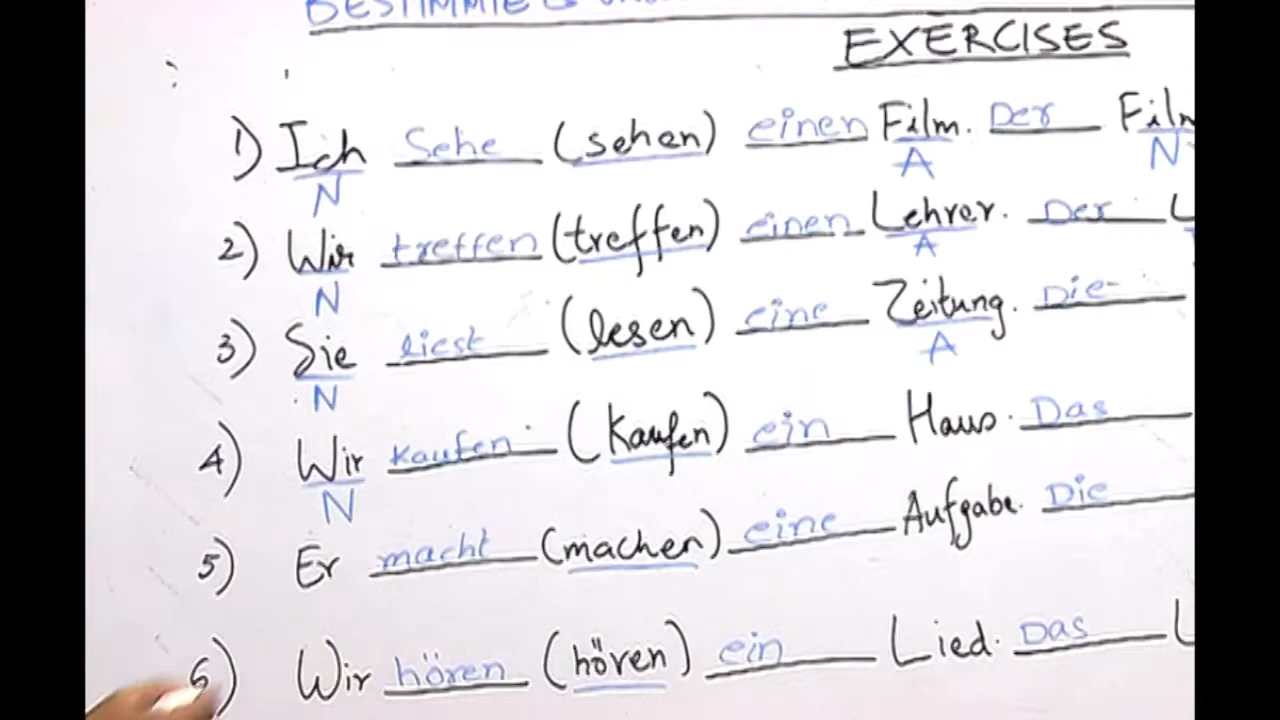 BESTIMMTE
EXERCISES
1) Ich sehe (sehen) einen Film. Der Film
N A N
2) Wir treffen (treffen) einen Lehrer. Der L
N A
3) Sie liest (lesen) eine Zeitung. Die
N A
4) Wir kaufen (kaufen) ein Haus. Das
N
5) Er macht (machen) eine Aufgabe. Die
6) Wir hören (hören) ein Lied. Das L